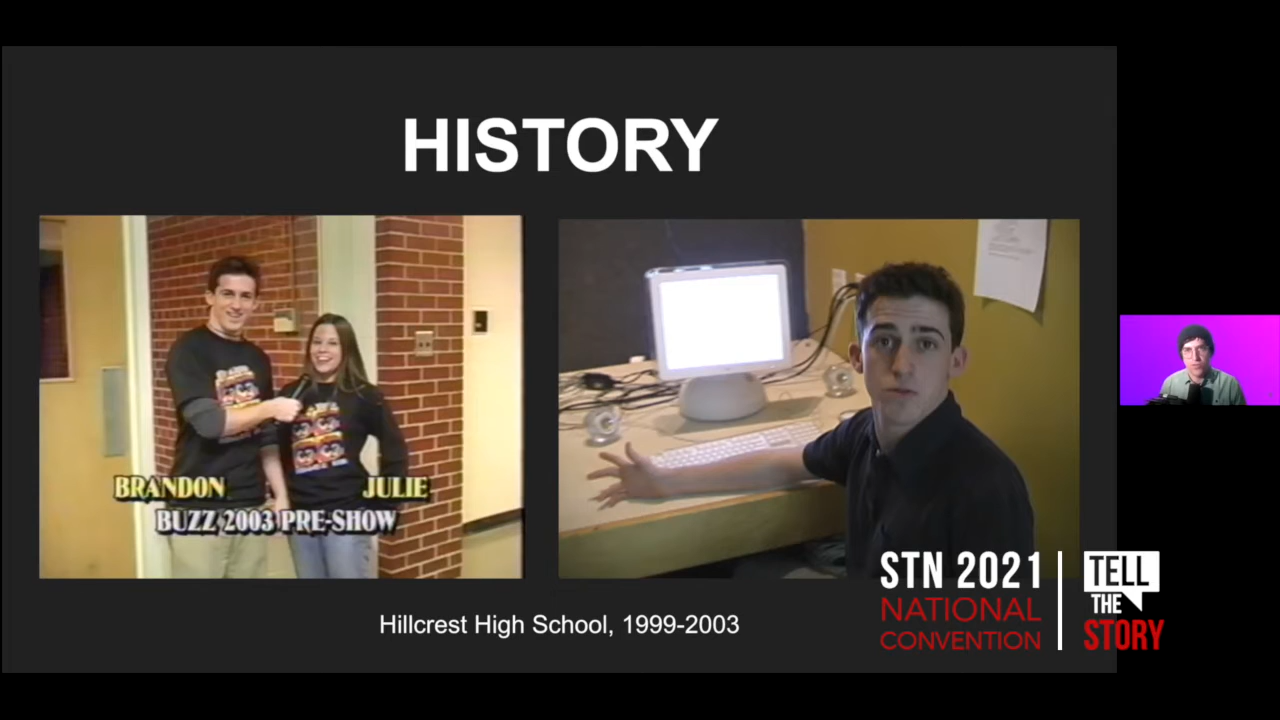 HISTORY
BRANDON JULIE
BUZZ 2003 PRE-SHOW
Hillcrest High School, 1999-2003
STN 2021
NATIONAL
CONVENTION
TELL
THE
STORY